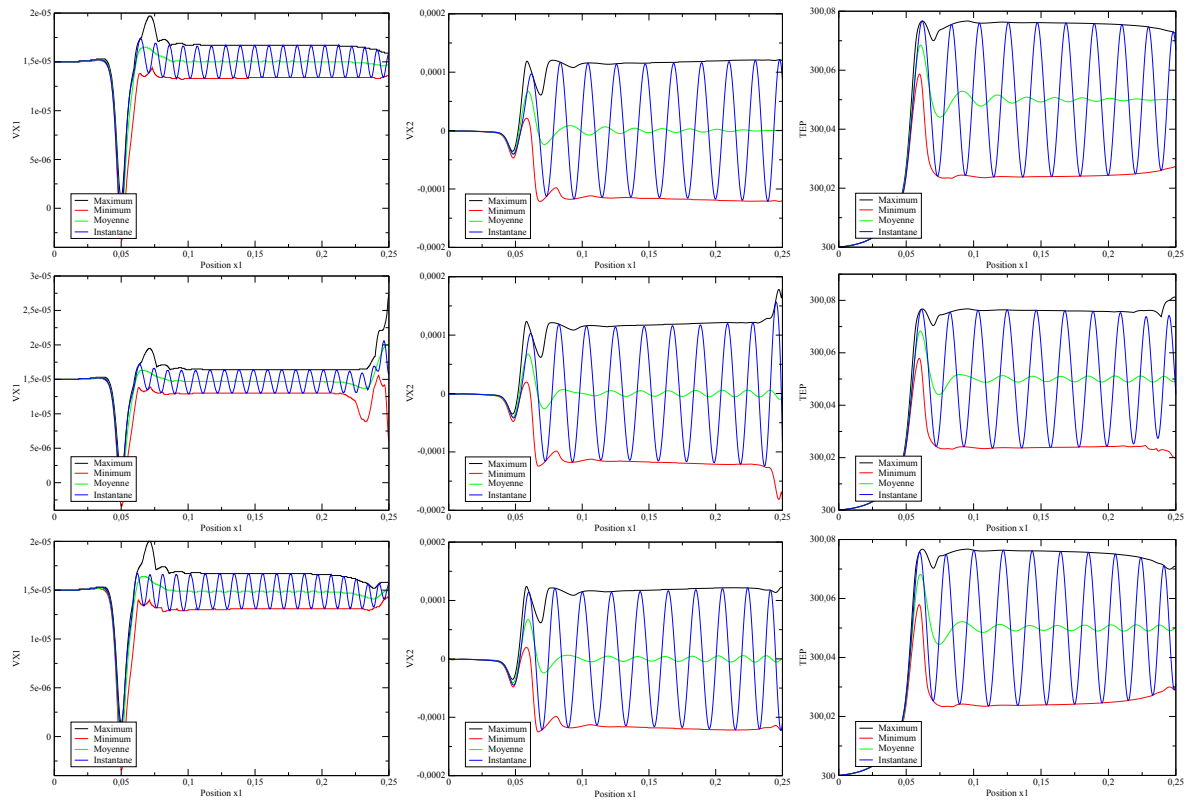 2e-05
1,5e-05
1e-05
5e-06
0
VX1
Maximum
Minimum
Moyenne
Instantane
0 0,05 0,1 0,15 0,2 0,25
Position x1
0,0002
0,0001
0
-0,0001
-0,0002
VX2
Maximum
Minimum
Moyenne
Instantane
0 0,05 0,1 0,15 0,2 0,25
Position x1
300,08
300,06
300,04
300,02
300
TEP
Maximum
Minimum
Moyenne
Instantane
0 0,05 0,1 0,15 0,2 0,25
Position x1
3e-05
2,5e-05
2e-05
1,5e-05
1e-05
5e-06
0
VX1
Maximum
Minimum
Moyenne
Instantane
0 0,05 0,1 0,15 0,2 0,25
Position x1
0,0002
0,0001
0
-0,0001
-0,0002
VX2
Maximum
Minimum
Moyenne
Instantane
0 0,05 0,1 0,15 0,2 0,25
Position x1
300,08
300,06
300,04
300,02
300
TEP
Maximum
Minimum
Moyenne
Instantane
0 0,05 0,1 0,15 0,2 0,25
Position x1
2e-05
1,5e-05
1e-05
5e-06
0
VX1
Maximum
Minimum
Moyenne
Instantane
0 0,05 0,1 0,15 0,2 0,25
Position x1
0,0002
0,0001
0
-0,0001
-0,0002
VX2
Maximum
Minimum
Moyenne
Instantane
0 0,05 0,1 0,15 0,2 0,25
Position x1
300,08
300,06
300,04
300,02
300
TEP
Maximum
Minimum
Moyenne
Instantane
0 0,05 0,1 0,15 0,2 0,25
Position x1